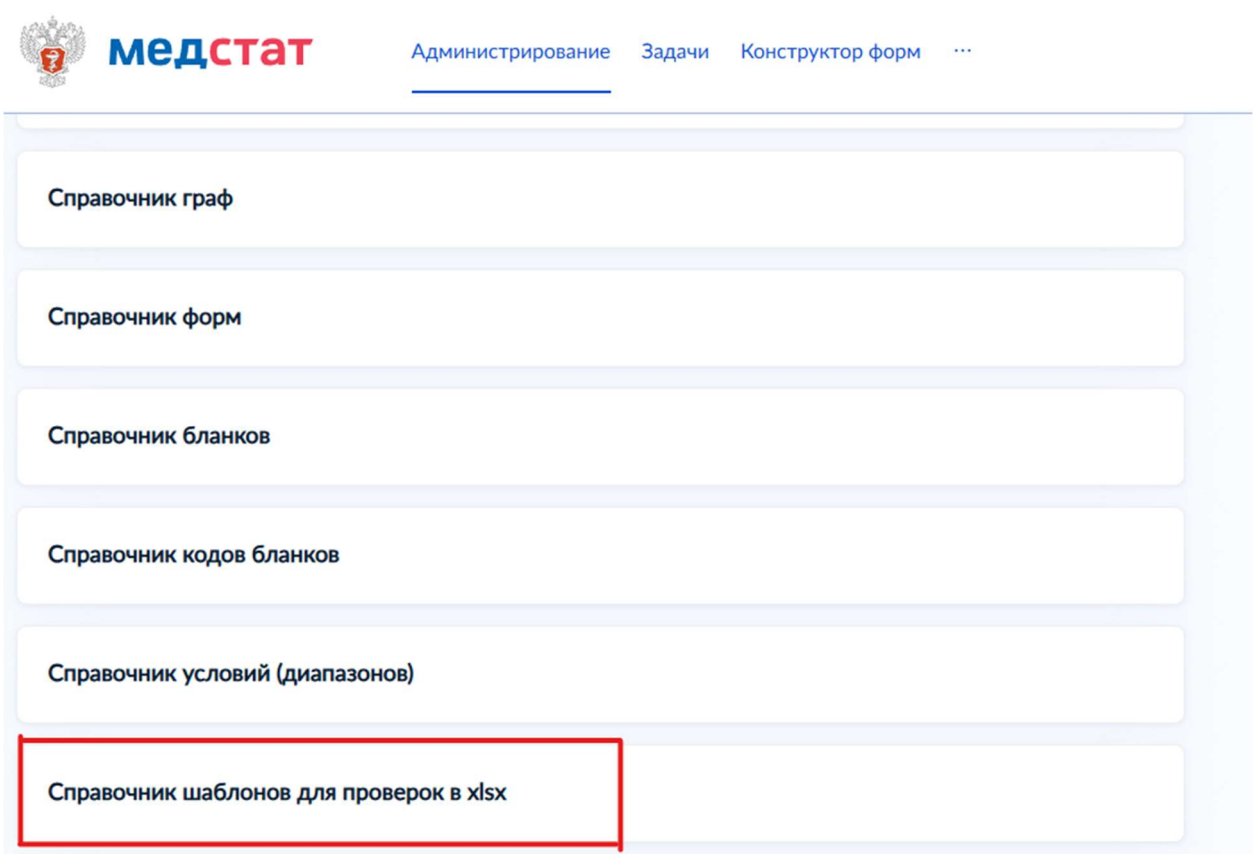 медстат
Администрирование Задачи Конструктор форм ...
Справочник граф
Справочник форм
Справочник бланков
Справочник кодов бланков
Справочник условий (диапазонов)
Справочник шаблонов для проверок в xlsx